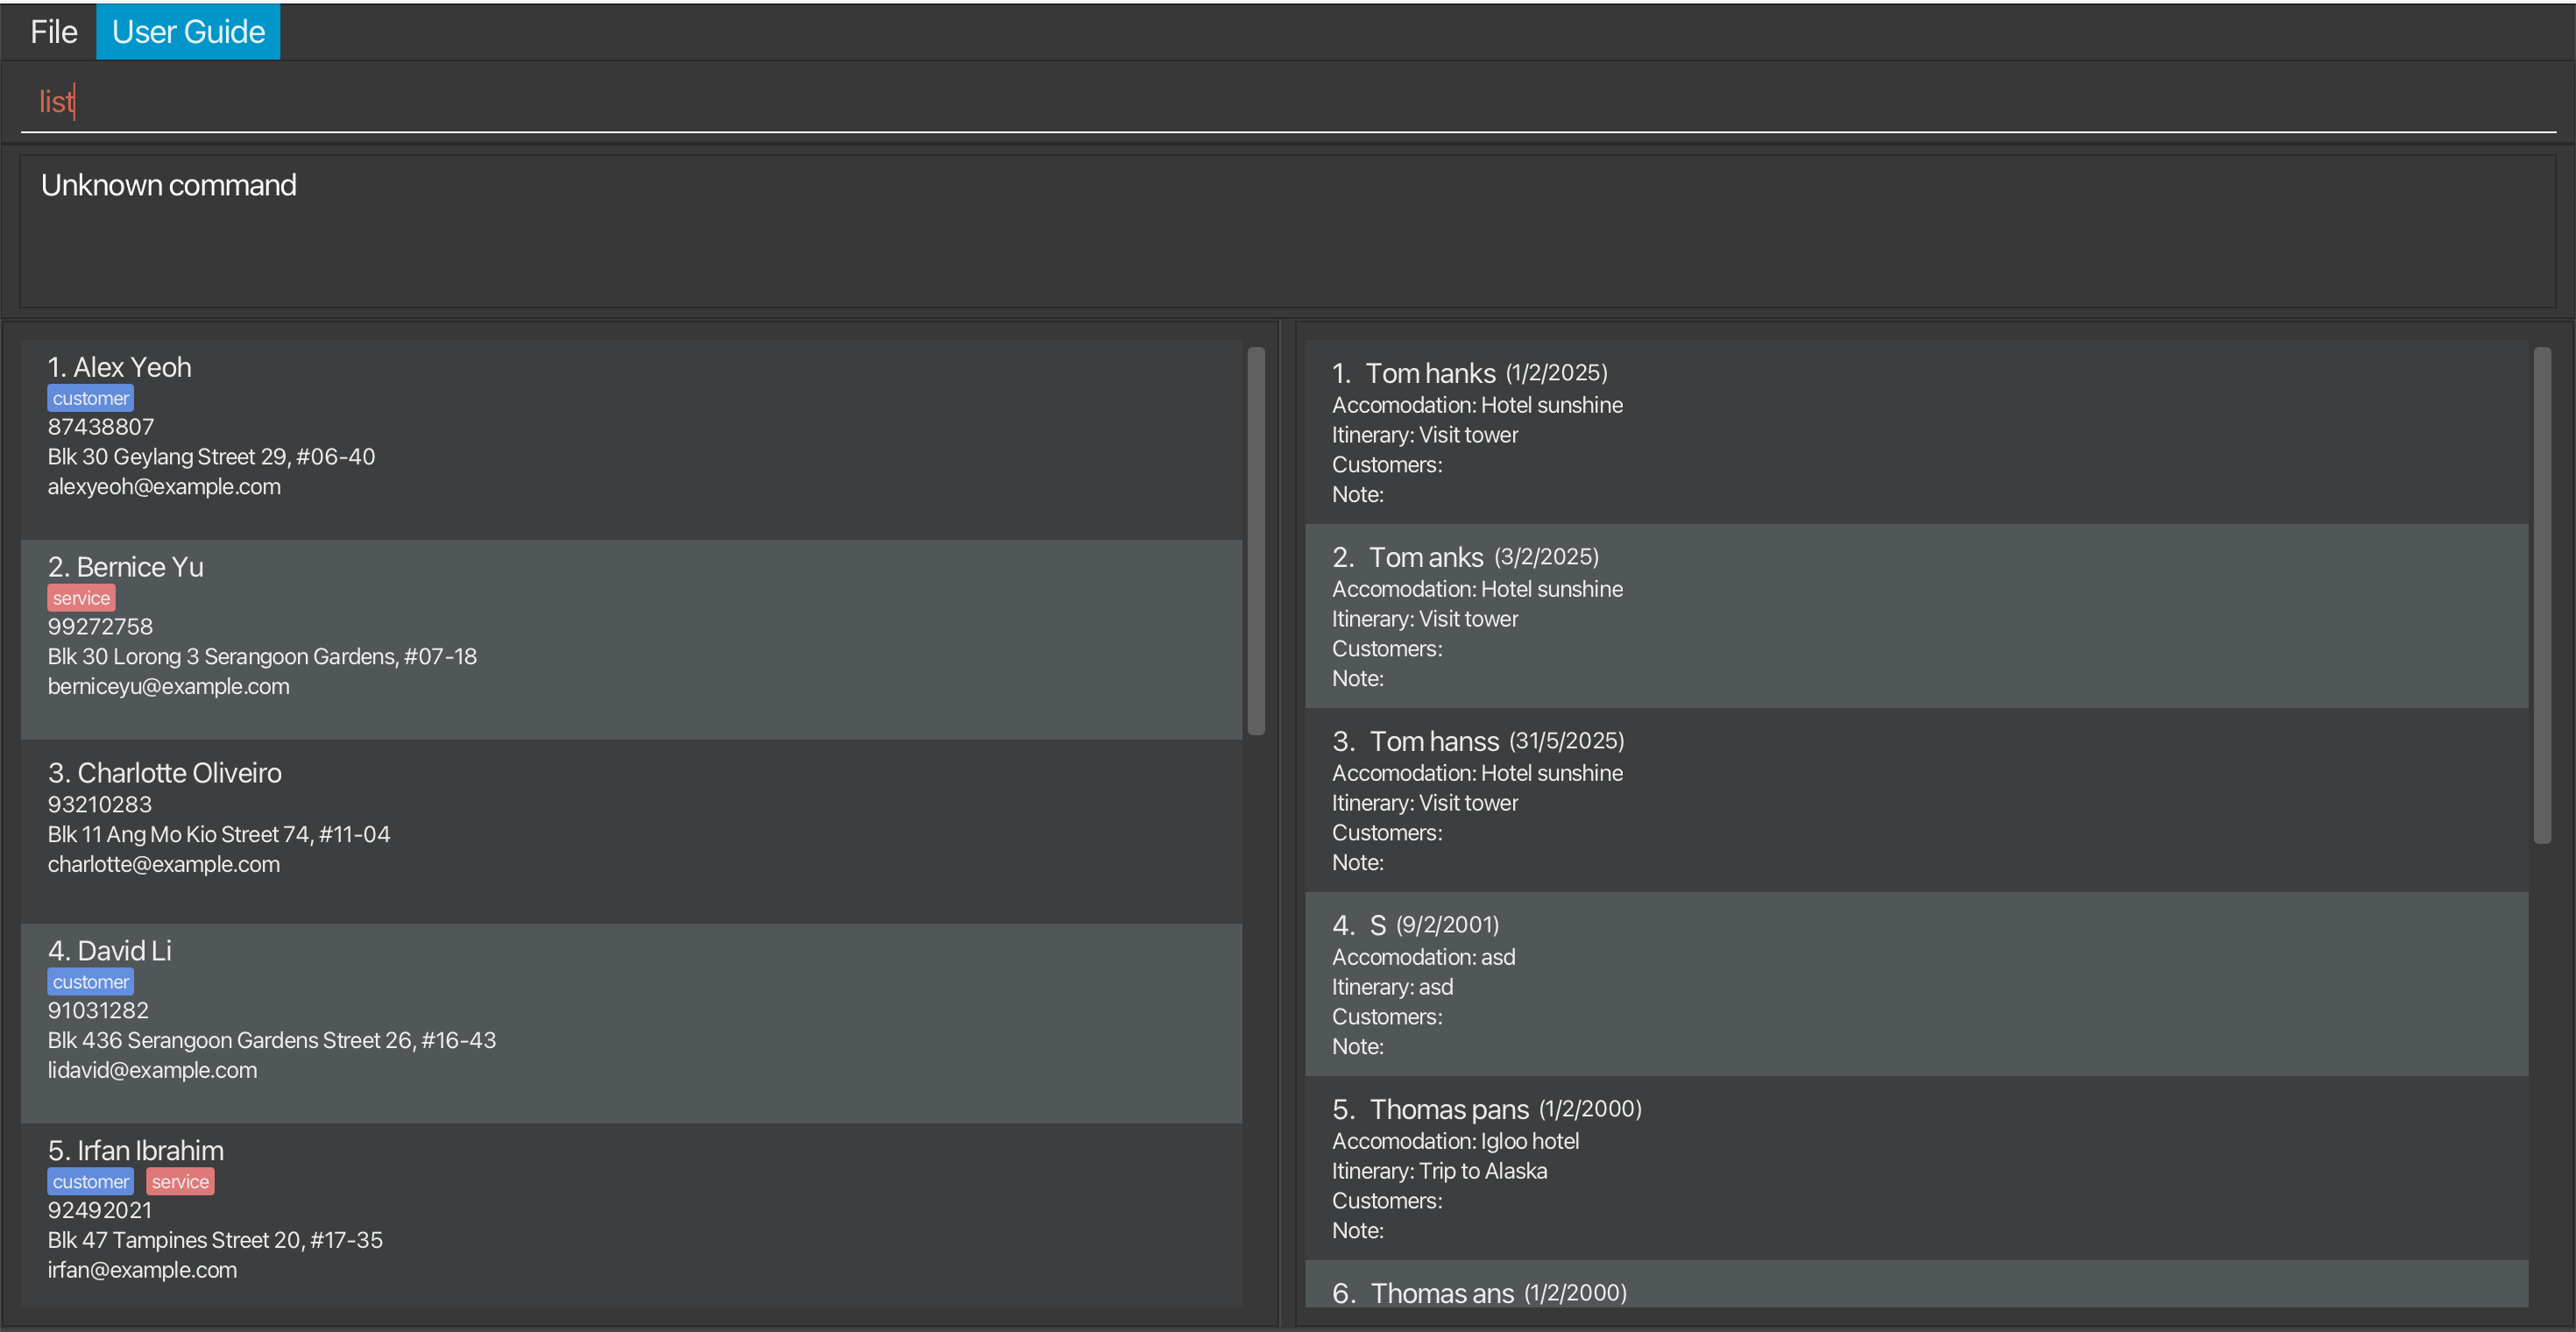 File User Guide
list
Unknown command
1. Alex Yeoh
customer
87438807
Blk 30 Geylang Street 29, #06-40
alexyeoh@example.com
2. Bernice Yu
service
99272758
Blk 30 Lorong 3 Serangoon Gardens, #07-18
berniceyu@example.com
3. Charlotte Oliveiro
93210283
Blk 11 Ang Mo Kio Street 74, #11-04
charlotte@example.com
4. David Li
customer
91031282
Blk 436 Serangoon Gardens Street 26, #16-43
lidavid@example.com
5. Irfan Ibrahim
customer service
92492021
Blk 47 Tampines Street 20, #17-35
irfan@example.com
1. Tom hanks (1/2/2025)
Accomodation: Hotel sunshine
Itinerary: Visit tower
Customers:
Note:
2. Tom anks (3/2/2025)
Accomodation: Hotel sunshine
Itinerary: Visit tower
Customers:
Note:
3. Tom hanss (31/5/2025)
Accomodation: Hotel sunshine
Itinerary: Visit tower
Customers:
Note:
4. S (9/2/2001)
Accomodation: asd
Itinerary: asd
Customers:
Note:
5. Thomas pans (1/2/2000)
Accomodation: Igloo hotel
Itinerary: Trip to Alaska
Customers:
Note:
6. Thomas ans (1/2/2000)